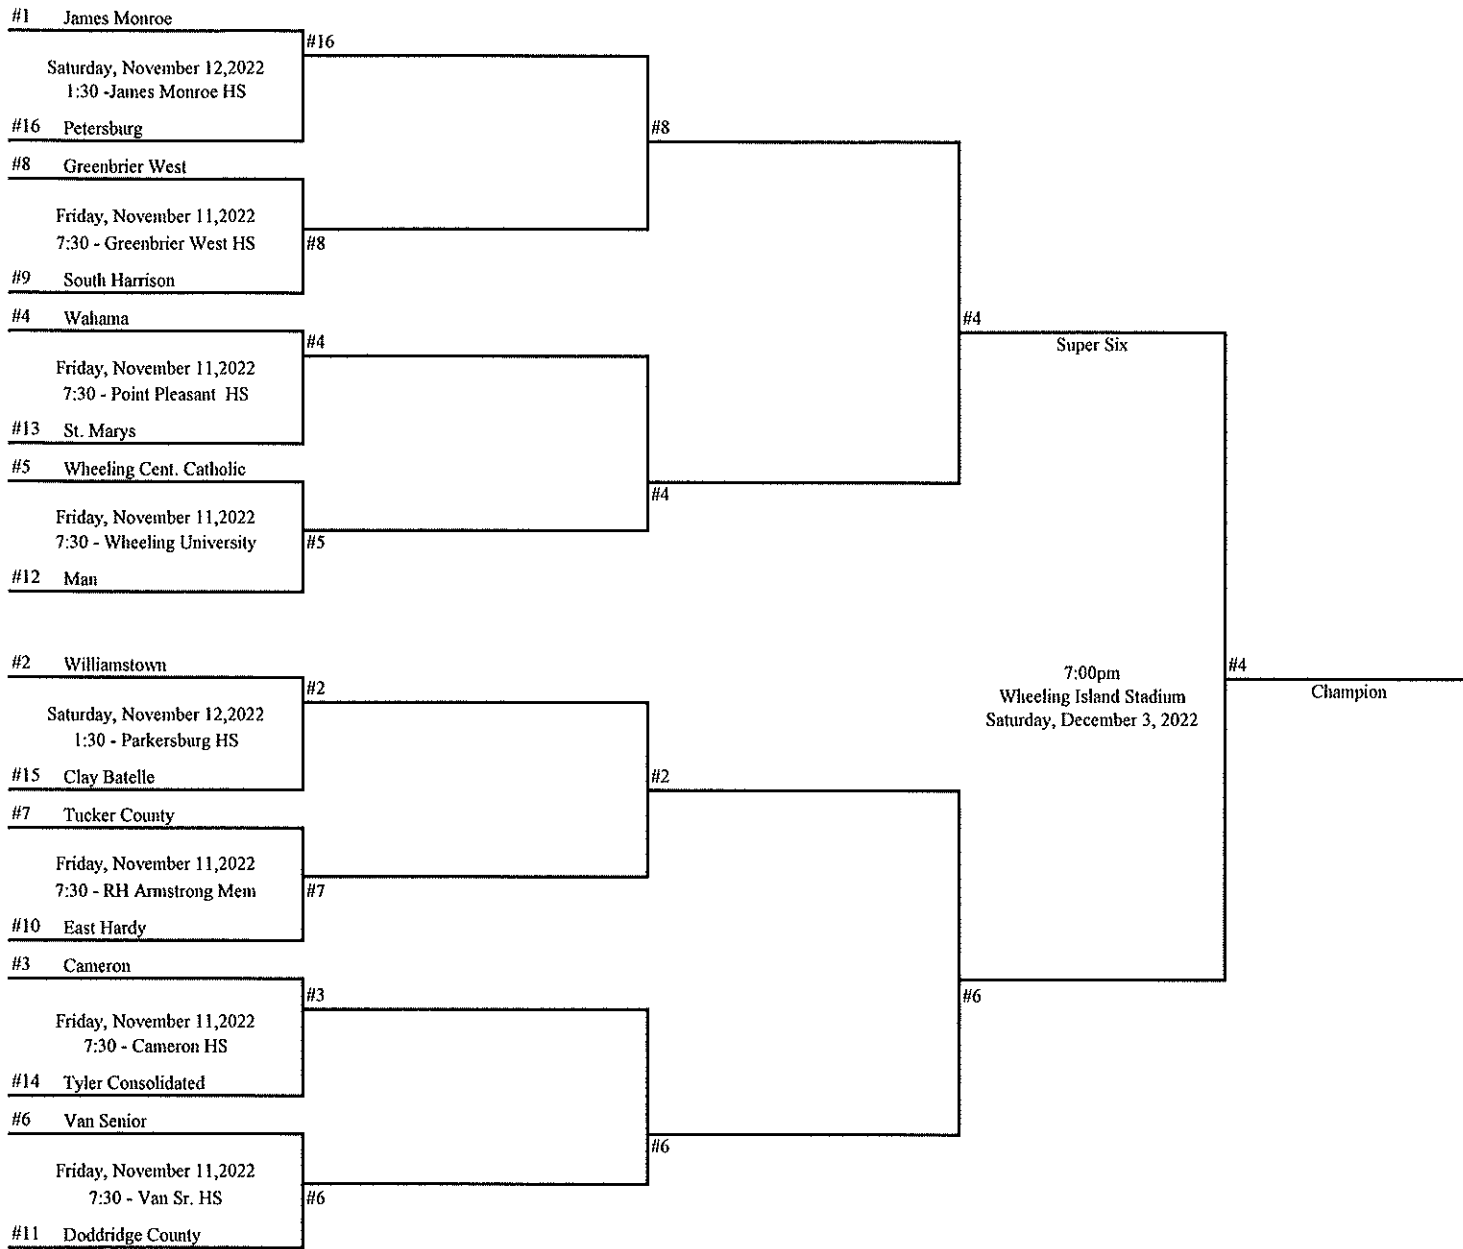 #1 James Monroe
#16
Saturday, November 12,2022
1:30 -James Monroe HS
#16 Petersburg
#8
#8 Greenbrier West
Friday, November 11,2022
7:30 - Greenbrier West HS
#8
#9 South Harrison
#4 Wahama
#4
#4
Super Six
Friday, November 11,2022
7:30 - Point Pleasant HS
#13 St. Marys
#5 Wheeling Cent. Catholic
#4
Friday, November 11,2022
7:30 - Wheeling University
#5
#12 Man
#2 Williamstown
#2
7:00pm
Wheeling Island Stadium
Saturday, December 3, 2022
#4
Champion
Saturday, November 12,2022
1:30 - Parkersburg HS
#15 Clay Batelle
#2
#7 Tucker County
Friday, November 11,2022
7:30 - RH Armstrong Mem
#7
#10 East Hardy
#3 Cameron
#3
#6
Friday, November 11,2022
7:30 - Cameron HS
#14 Tyler Consolidated
#6 Van Senior
#6
Friday, November 11,2022
7:30 - Van Sr. HS
#6
#11 Doddridge County